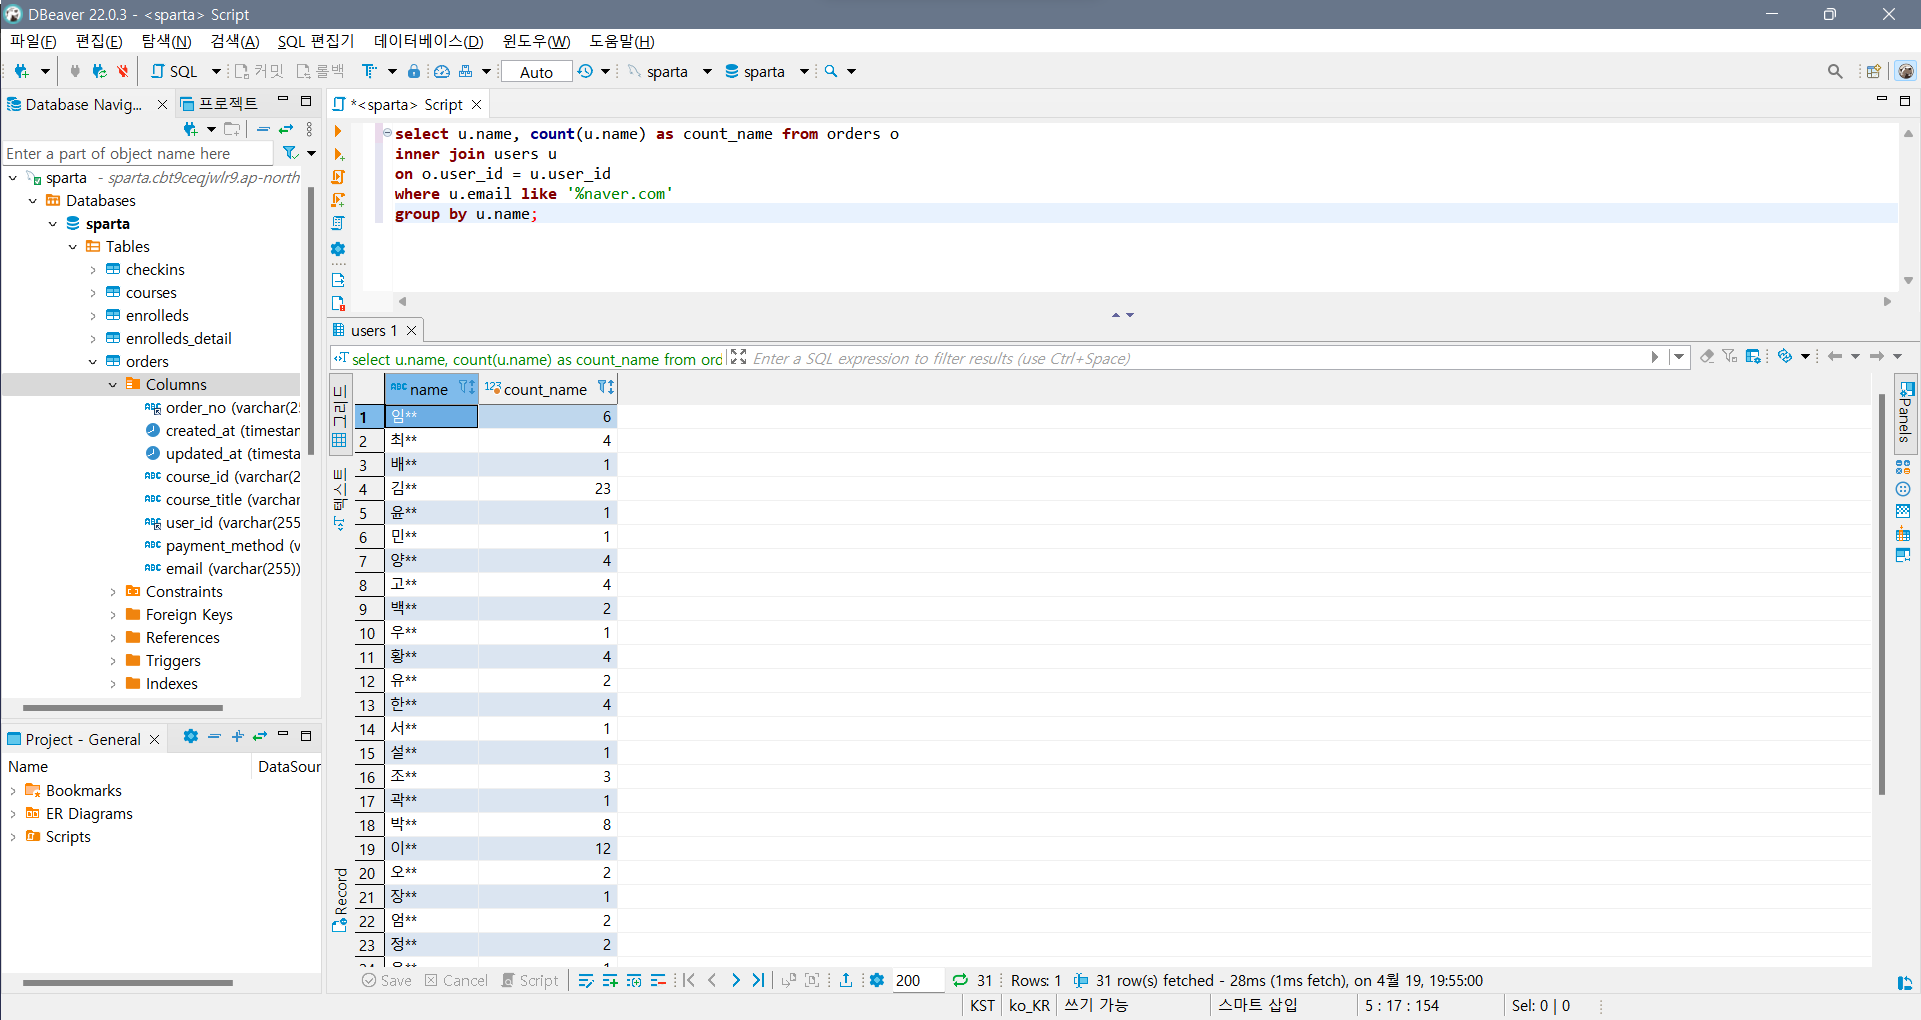 DBeaver 22.0.3 - <sparta> Script
파일(F) 편집(E) 탐색(N) 검색(A) SQL 편집기 데이터베이스(D) 윈도우(W) 도움말(H)
SQL 커밋 롤백 Auto sparta sparta
Database Navig... 프로젝트
Enter a part of object name here
sparta - sparta.cbt9ceqjwlr9.ap-north
Databases
sparta
Tables
checkins
courses
enrolleds
enrolleds_detail
orders
Columns
order_no (varchar(2
created_at (timestar
updated_at (timesta
course_id (varchar(2
course_title (varchar
user_id (varchar(255
payment_method (v
email (varchar(255))
Constraints
Foreign Keys
References
Triggers
Indexes
Project - General
Name DataSour
Bookmarks
ER Diagrams
Scripts
*<sparta> Script
select u.name, count(u.name) as count_name from orders o
inner join users u
on o.user_id = u.user_id
where u.email like '%naver.com'
group by u.name;
users 1
select u.name, count(u.name) as count_name from ord Enter a SQL expression to filter results (use Ctrl+Space)
Record
name count_name
1 임** 6
2 최** 4
3 배** 1
4 김** 23
5 윤** 1
6 민** 1
7 양** 4
8 고** 4
9 백** 2
10 우** 1
11 황** 4
12 유** 2
13 한** 4
14 서** 1
15 설** 1
16 조** 3
17 곽** 1
18 박** 8
19 이** 12
20 오** 2
21 장** 1
22 엄** 2
23 정** 2
Panels
Save Cancel Script 200 31 Rows: 1 31 row(s) fetched - 28ms (1ms fetch), on 4월 19, 19:55:00
KST ko_KR 쓰기 가능 스마트 삽입 5 : 17 : 154 Sel: 0 | 0